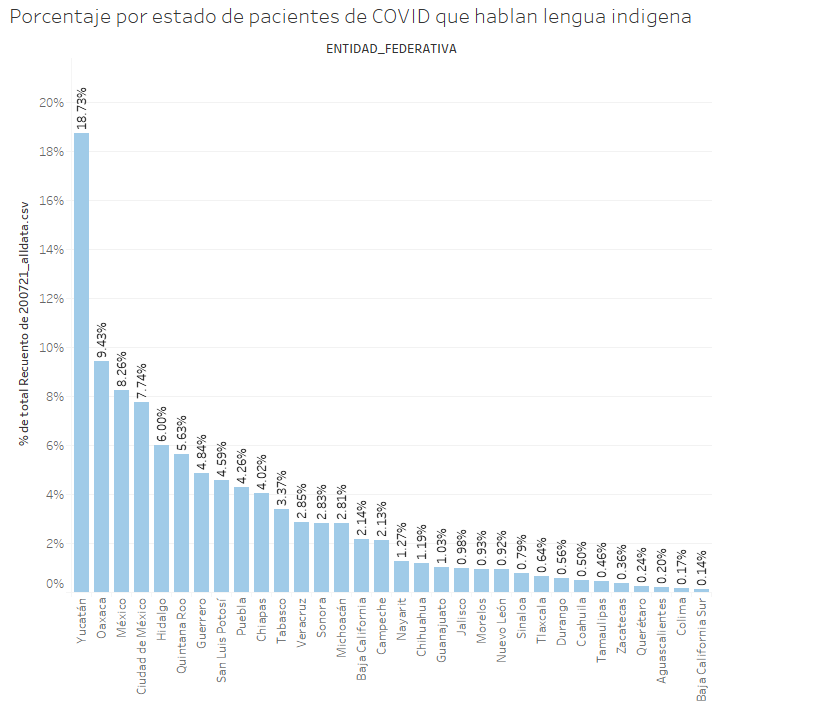 Porcentaje por estado de pacientes de COVID que hablan lengua indigena
ENTIDAD_FEDERATIVA
% de total Recuento de 200721_alldata.csv
20%
18%
16%
14%
12%
10%
8%
6%
4%
2%
0%
18.73%
9.43%
8.26%
7.74%
6.00%
5.63%
4.84%
4.59%
4.26%
4.02%
3.37%
2.85%
2.83%
2.81%
2.14%
2.13%
1.27%
1.19%
1.03%
0.98%
0.93%
0.92%
0.79%
0.64%
0.56%
0.50%
0.46%
0.36%
0.24%
0.20%
0.17%
0.14%
Yucatán
Oaxaca
México
Ciudad de México
Hidalgo
Quintana Roo
Guerrero
San Luis Potosí
Puebla
Chiapas
Tabasco
Veracruz
Sonora
Michoacán
Baja California
Campeche
Nayarit
Chihuahua
Guanajuato
Jalisco
Morelos
Nuevo León
Sinaloa
Tlaxcala
Durango
Coahuila
Tamaulipas
Zacatecas
Querétaro
Aguascalientes
Colima
Baja California Sur